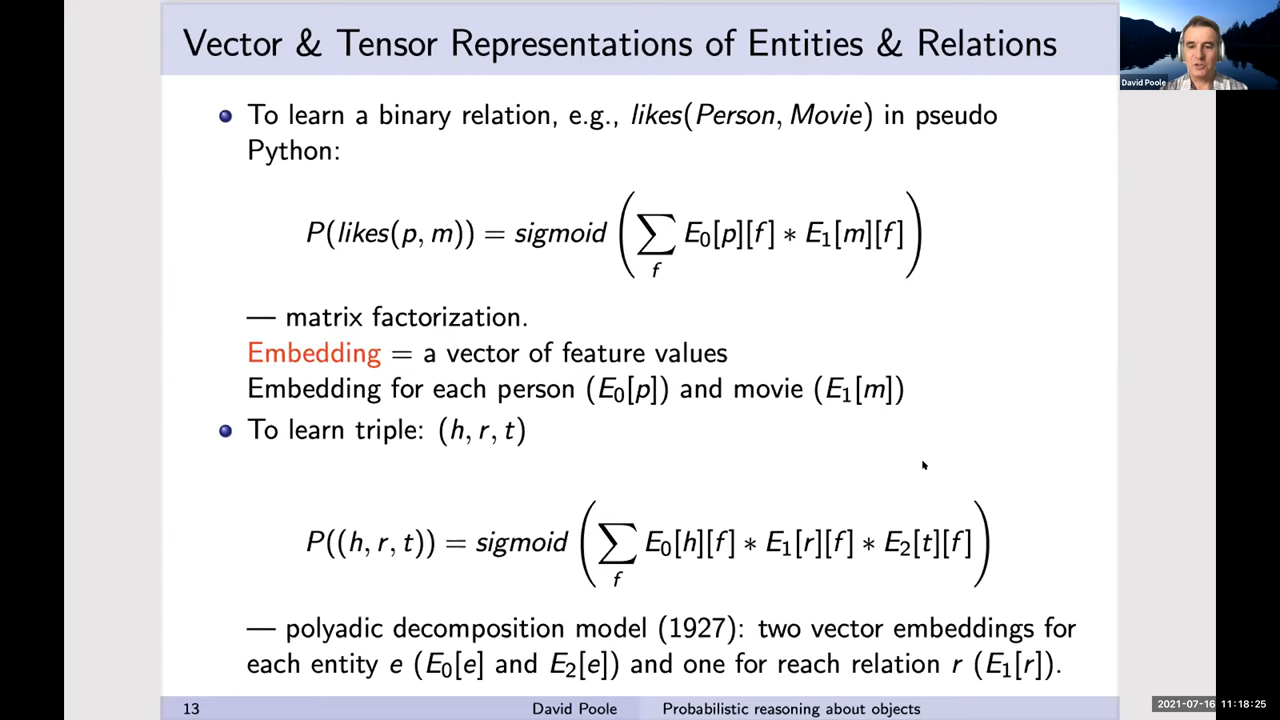 Vector & Tensor Representations of Entities & Relations
David Poole
To learn a binary relation, e.g., likes(Person, Movie) in pseudo
Python:
P(likes(p, m)) = sigmoid (∑ E₀[p][f] ∗ E₁[m][f])
f
— matrix factorization.
Embedding = a vector of feature values
Embedding for each person (E₀[p]) and movie (E₁[m])
To learn triple: (h, r, t)
P((h, r, t)) = sigmoid (∑ E₀[h][f] ∗ E₁[r][f] ∗ E₂[t][f])
f
— polyadic decomposition model (1927): two vector embeddings for
each entity e (E₀[e] and E₂[e]) and one for reach relation r (E₁[r]).
13 David Poole Probabilistic reasoning about objects
2021-07-16 11:18:25